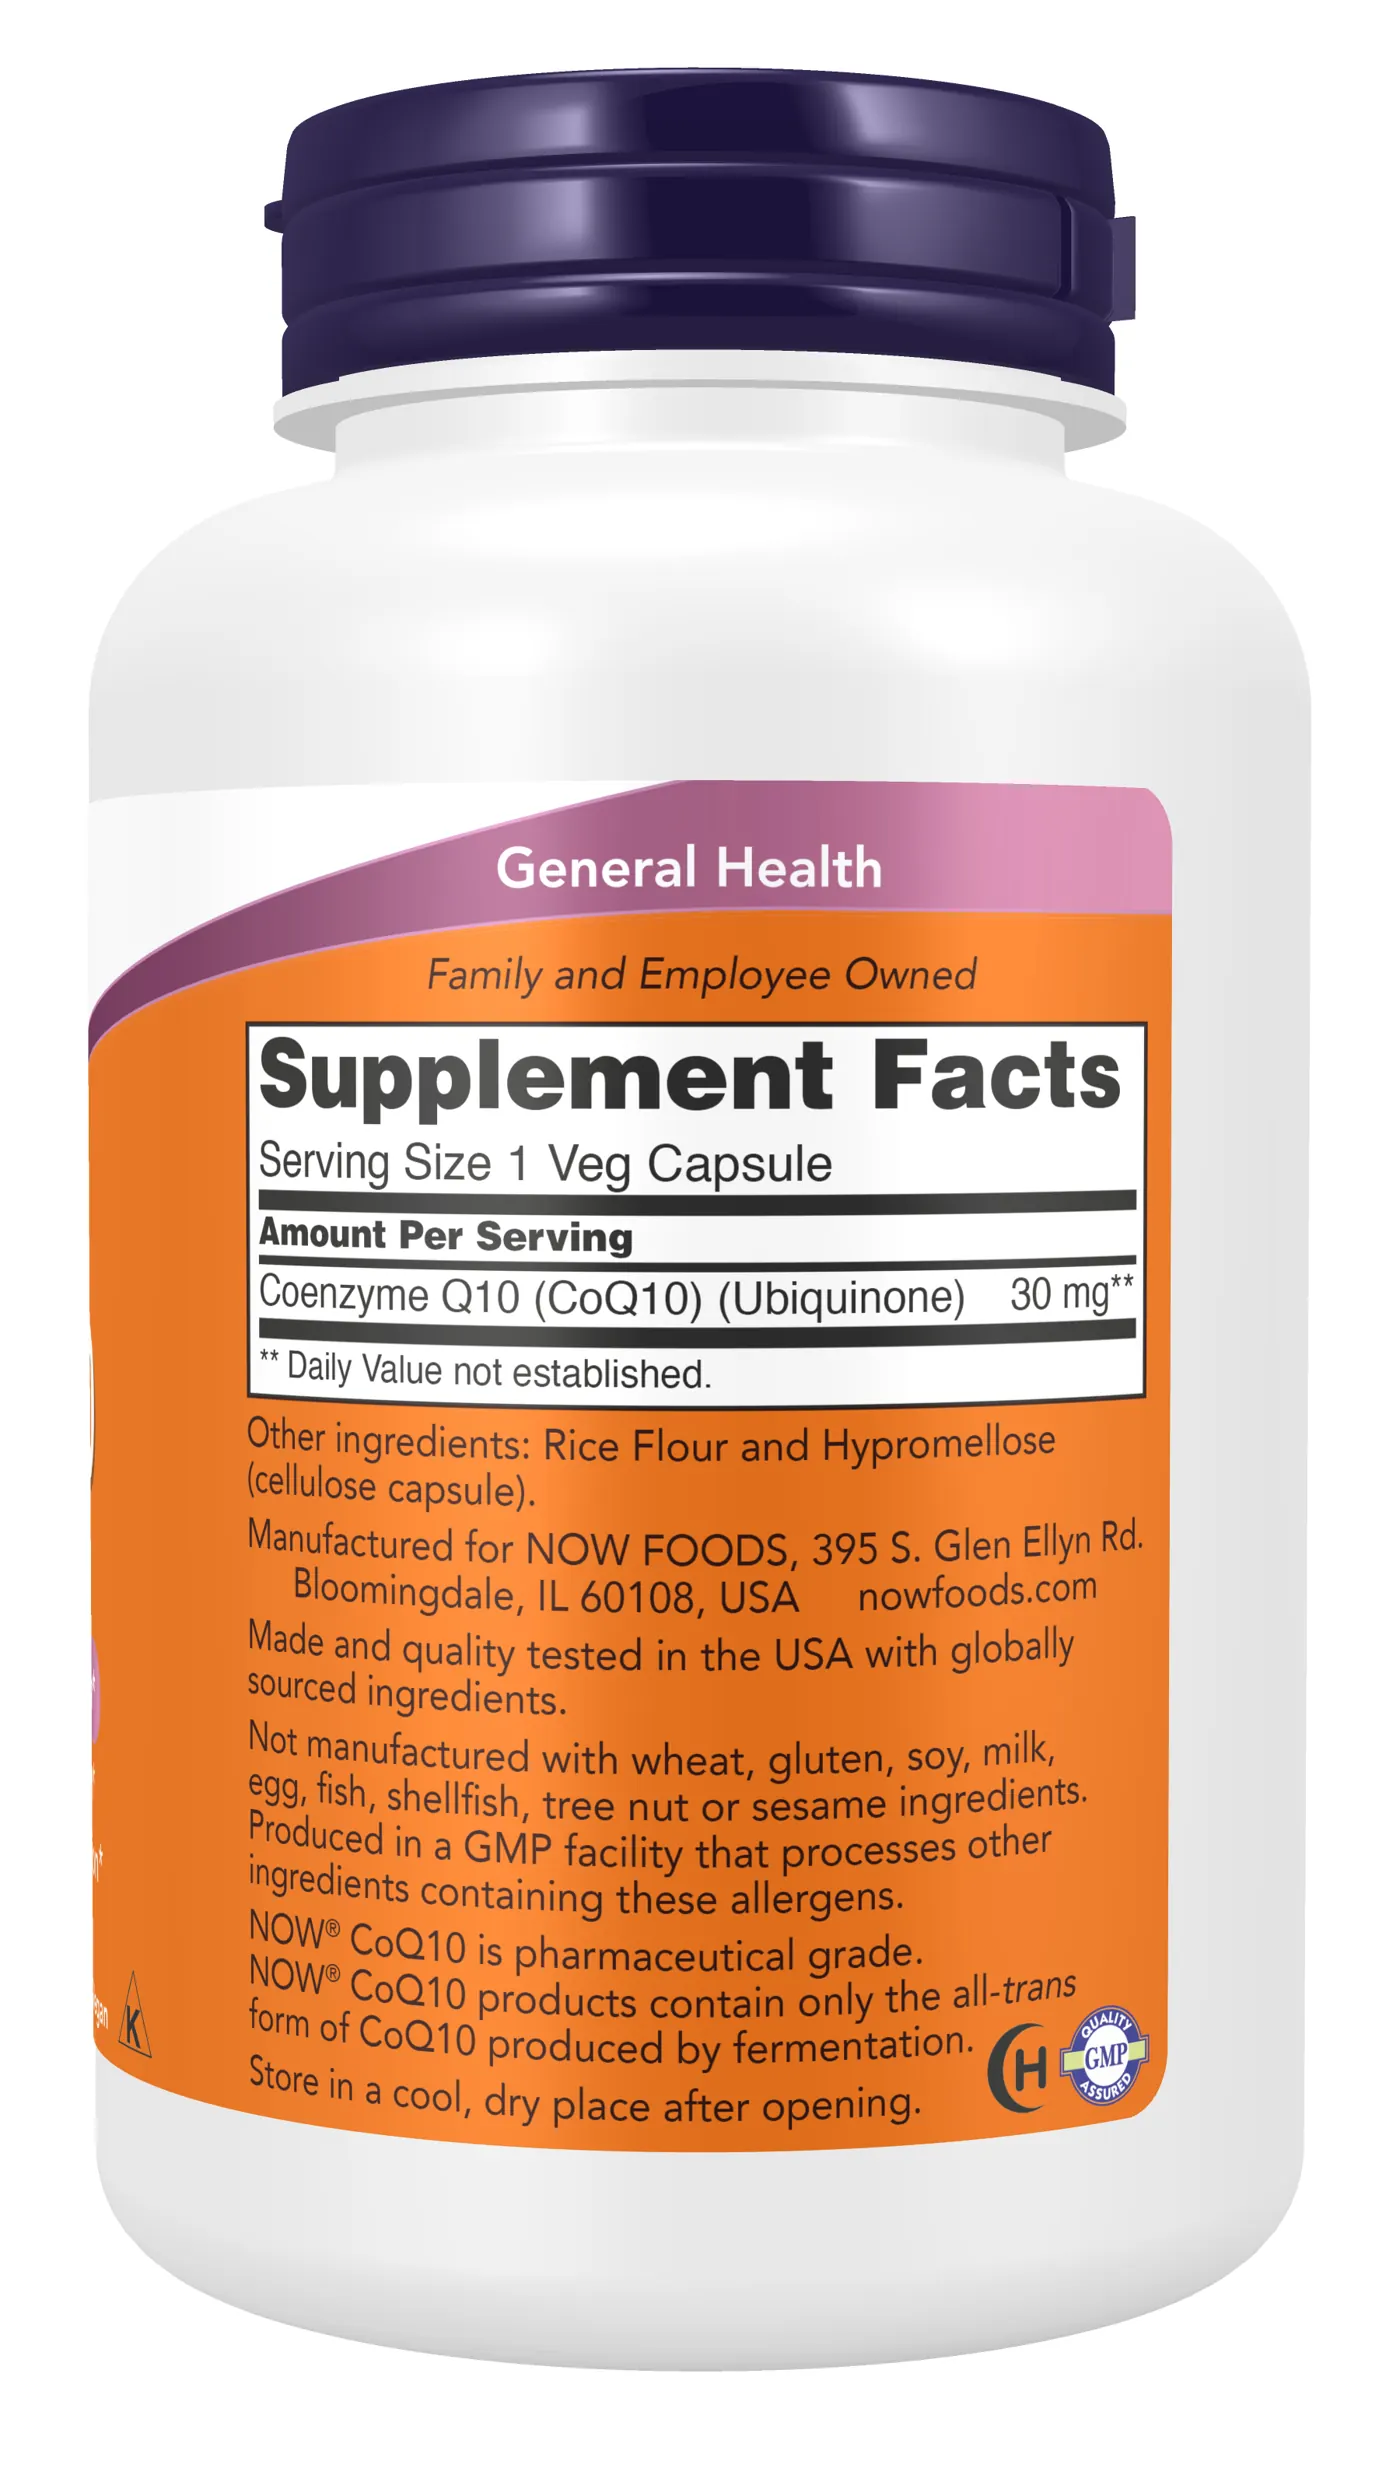 General Health
Family and Employee Owned
Supplement Facts
Serving Size 1 Veg Capsule
Amount Per Serving
Coenzyme Q10 (CoQ10) (Ubiquinone) 30 mg**
** Daily Value not established.
Other ingredients: Rice Flour and Hypromellose
(cellulose capsule).
Manufactured for NOW FOODS, 395 S. Glen Ellyn Rd.
Bloomingdale, IL 60108, USA nowfoods.com
Made and quality tested in the USA with globally
sourced ingredients.
Not manufactured with wheat, gluten, soy, milk,
egg, fish, shellfish, tree nut or sesame ingredients.
Produced in a GMP facility that processes other
ingredients containing these allergens.
NOW® CoQ10 is pharmaceutical grade.
NOW® CoQ10 products contain only the all-trans
form of CoQ10 produced by fermentation.
Store in a cool, dry place after opening.
K
CH
QUALITY
GMP
ASSURED